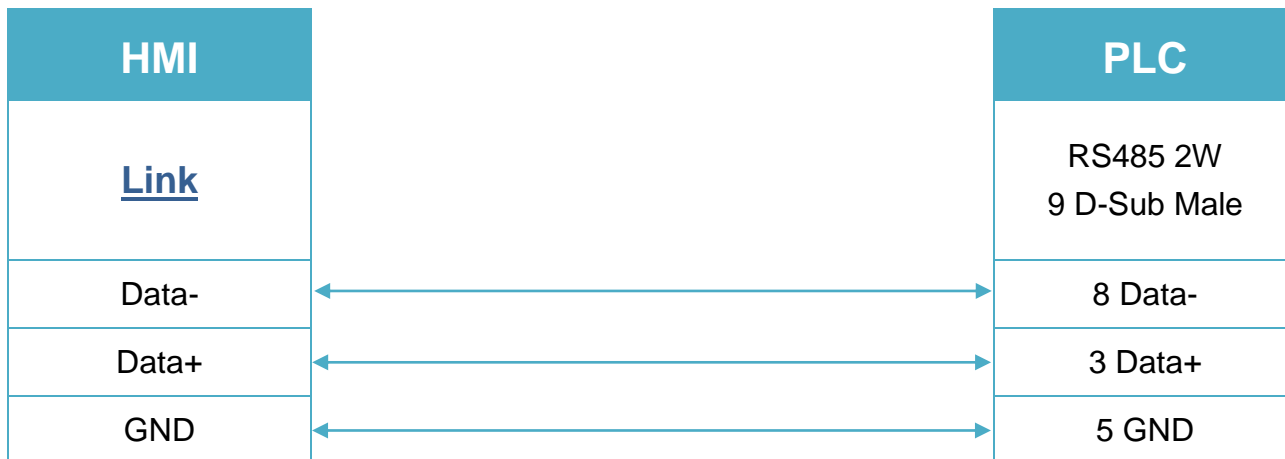 HMI PLC
Link
RS485 2W
9 D-Sub Male
Data- 8 Data-
Data+ 3 Data+
GND 5 GND